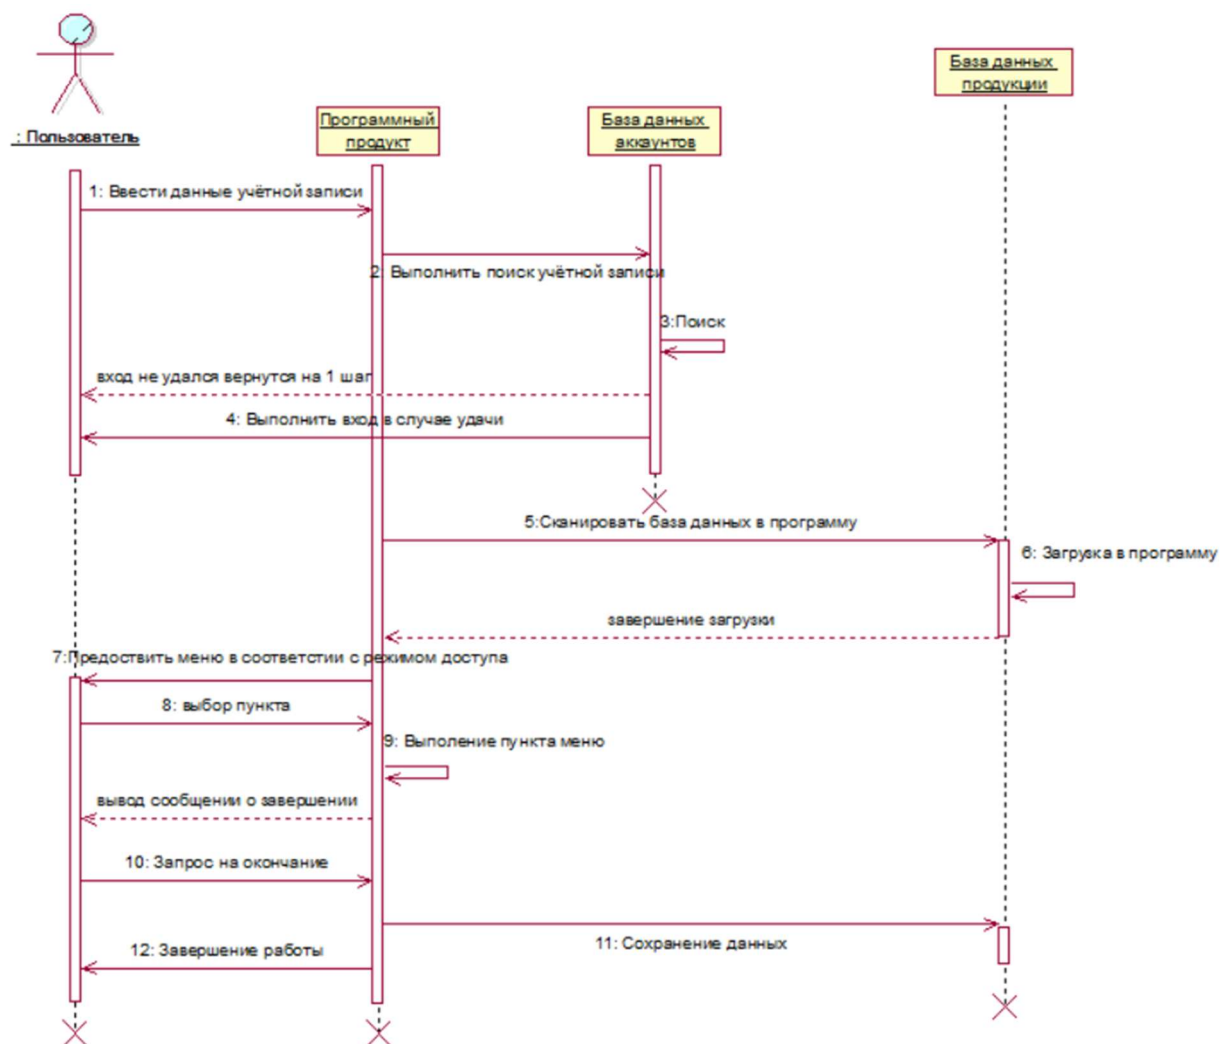 База данных
продукции
: Пользователь
Программный
продукт
База данных
аккаунтов
1: Ввести данные учётной записи
2: Выполнить поиск учётной записи
3:Поиск
вход не удался вернутся на 1 шаг
4: Выполнить вход в случае удачи
5:Сканировать база данных в программу
6: Загрузка в программу
завершение загрузки
7:Предоствить меню в соответстии с режимом доступа
8: выбор пункта
9: Выполение пункта меню
вывод сообщении о завершении
10: Запрос на окончание
11: Сохранение данных
12: Завершение работы